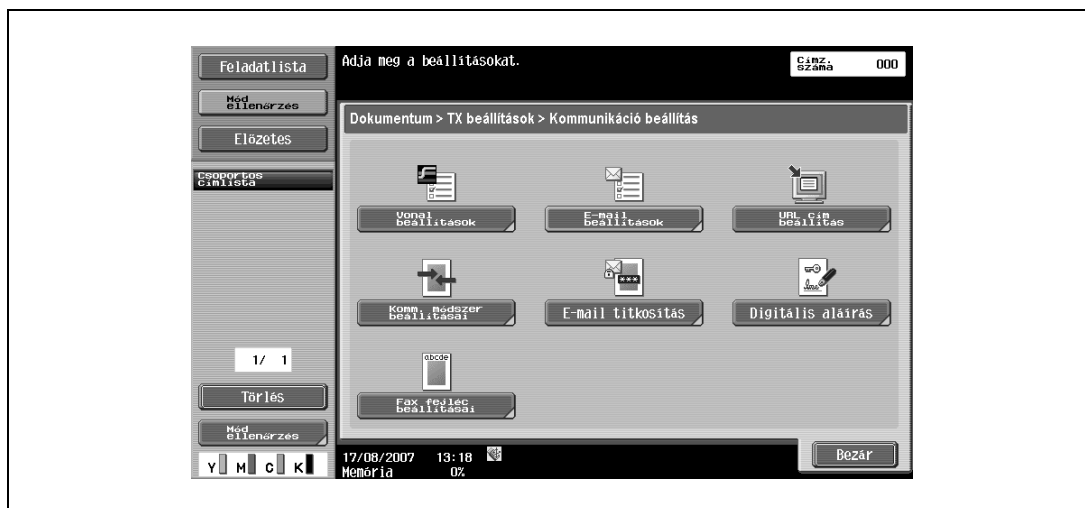 Feladatlista
Adja meg a beállításokat.
Címz.
száma 000
Mód
ellenőrzés
Dokumentum > TX beállítások > Kommunikáció beállítás
Előzetes
Csoportos
címlista
Vonal
beállítások
E-mail
beállítások
URL cím
beállítás
Komm. módszer
beállításai
E-mail titkosítás
Digitális aláírás
abcde
Fax fejléc
beállításai
1/ 1
Törlés
Mód
ellenőrzés
Y M C K
17/08/2007 13:18
Memória 0%
Bezár